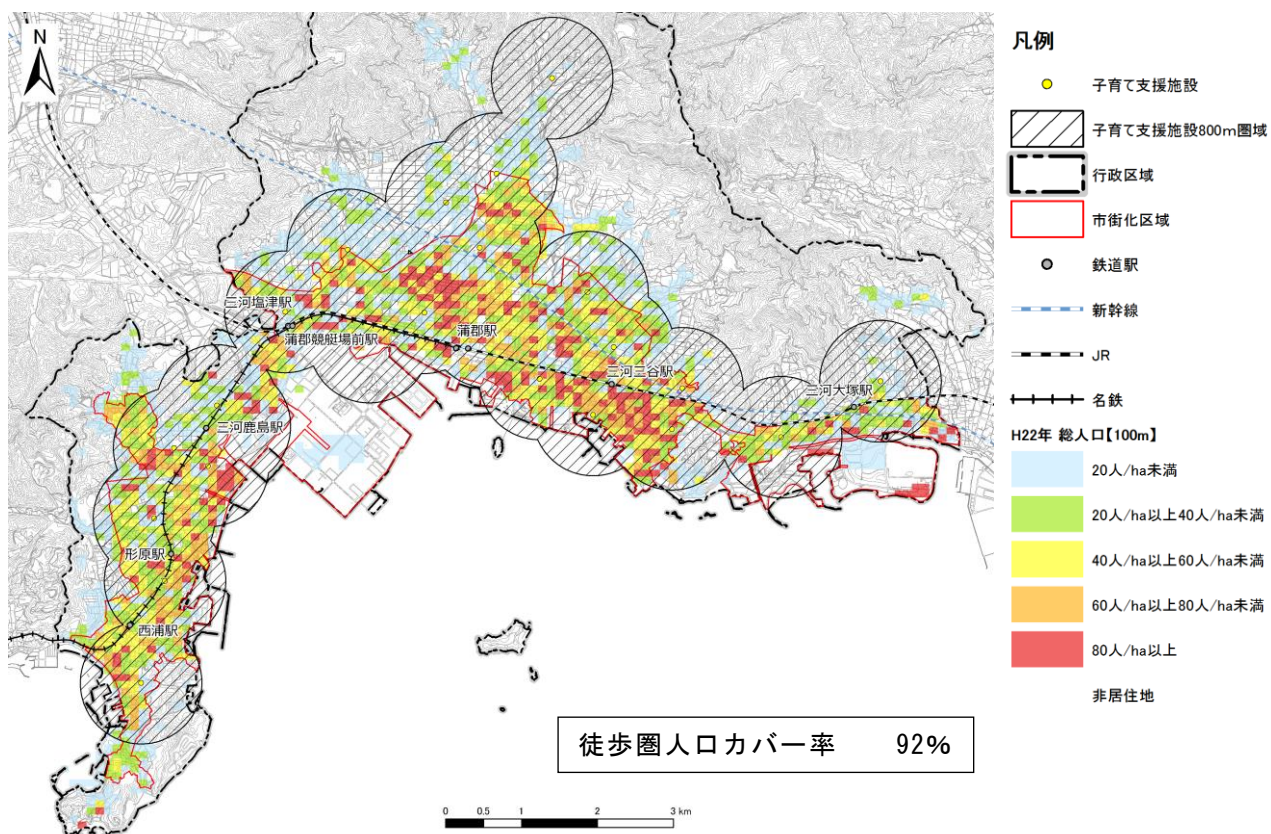 N
三河塩津駅
蒲郡競艇場前駅
蒲郡駅
三河三谷駅
三河大塚駅
三河鹿島駅
形原駅
西浦駅
徒歩圏人口カバー率 92%
0 0.5 1 2 3 km
凡例
子育て支援施設
子育て支援施設800m圏域
行政区域
市街化区域
鉄道駅
新幹線
JR
名鉄
H22年 総人口【100m】
20人/ha未満
20人/ha以上40人/ha未満
40人/ha以上60人/ha未満
60人/ha以上80人/ha未満
80人/ha以上
非居住地